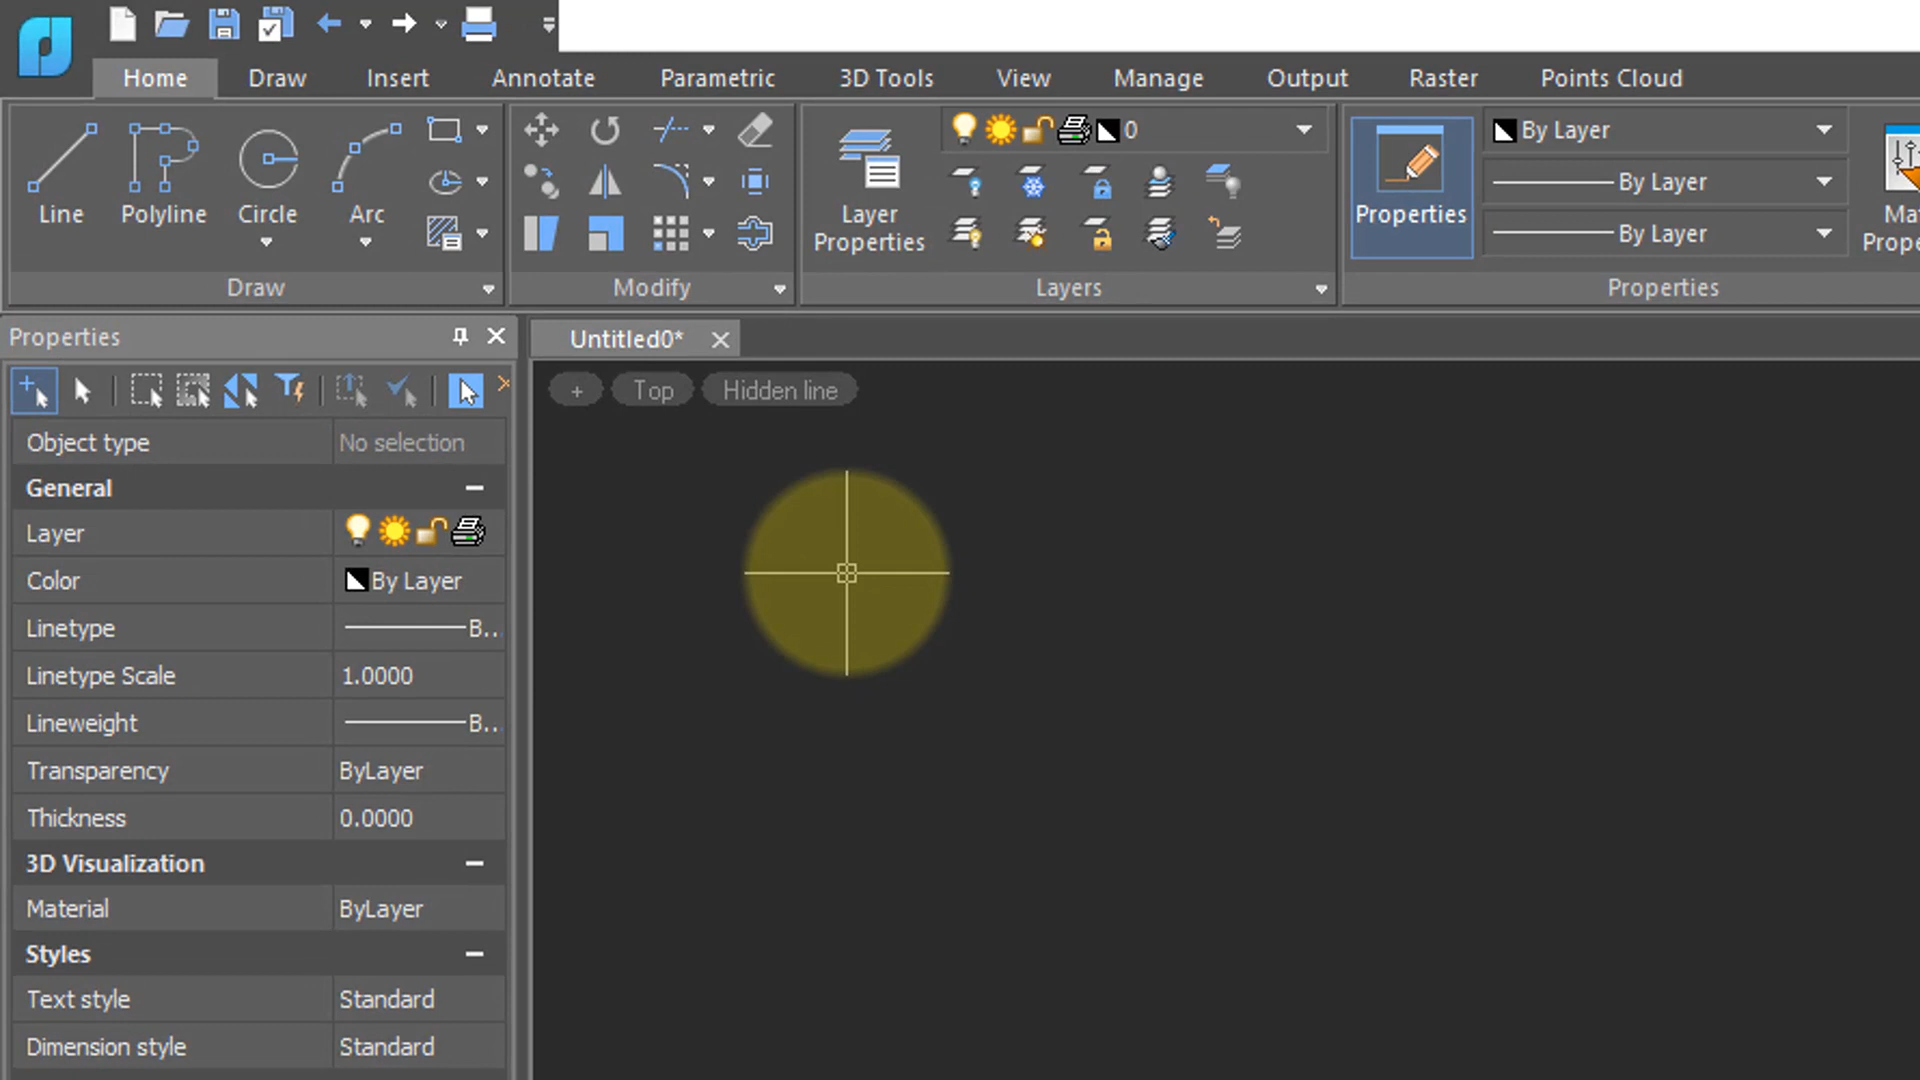 Home Draw Insert Annotate Parametric 3D Tools View Manage Output Raster Points Cloud
0
By Layer
Line Polyline Circle Arc
Layer
Properties
Properties
By Layer
By Layer
Draw Modify Layers Properties
Properties
Untitled0*
+ Top Hidden line
Object type No selection
General
Layer
Color By Layer
Linetype B..
Linetype Scale 1.0000
Lineweight B..
Transparency ByLayer
Thickness 0.0000
3D Visualization
Material ByLayer
Styles
Text style Standard
Dimension style Standard